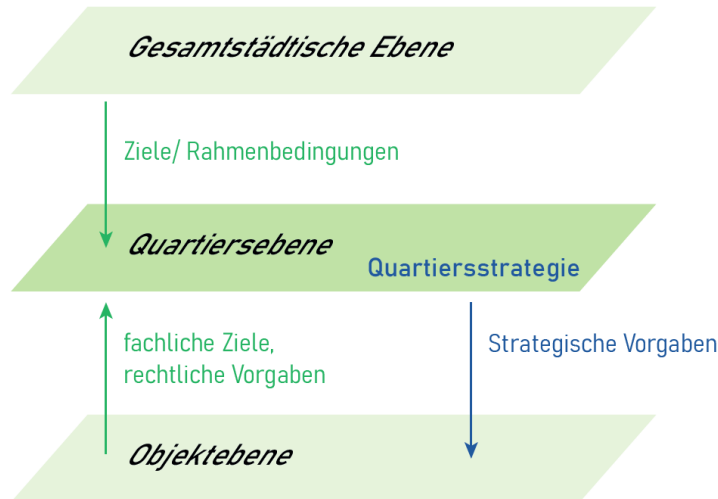 Gesamtstädtische Ebene
Ziele/ Rahmenbedingungen
Quartiersebene
Quartiersstrategie
fachliche Ziele,
rechtliche Vorgaben
Strategische Vorgaben
Objektebene